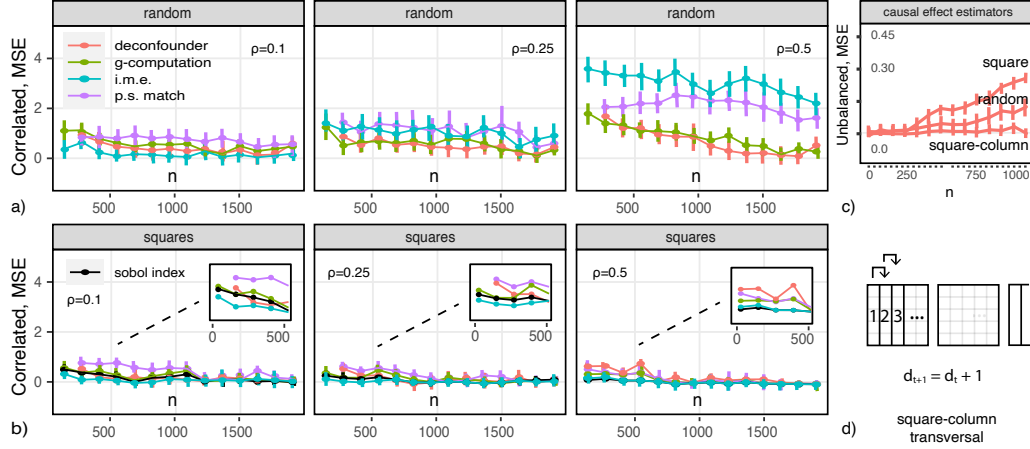 a)
Correlated, MSE
random
random
random
4
2
0
deconfounder
g-computation
i.m.e.
p.s. match
ρ=0.1
ρ=0.25
ρ=0.5
n
n
n
500 1000 1500
500 1000 1500
500 1000 1500
c)
causal effect estimators
Unbalanced, MSE
0.45
0.30
0.0
square
random
square-column
0 250 500 750 1000
n
b)
Correlated, MSE
squares
squares
squares
4
2
0
sobol index
ρ=0.1
ρ=0.25
ρ=0.5
0 500
0 500
0 500
n
n
n
500 1000 1500
500 1000 1500
500 1000 1500
d)
1 2 3 ...
...
dₜ₊₁ = dₜ + 1
square-column
transversal